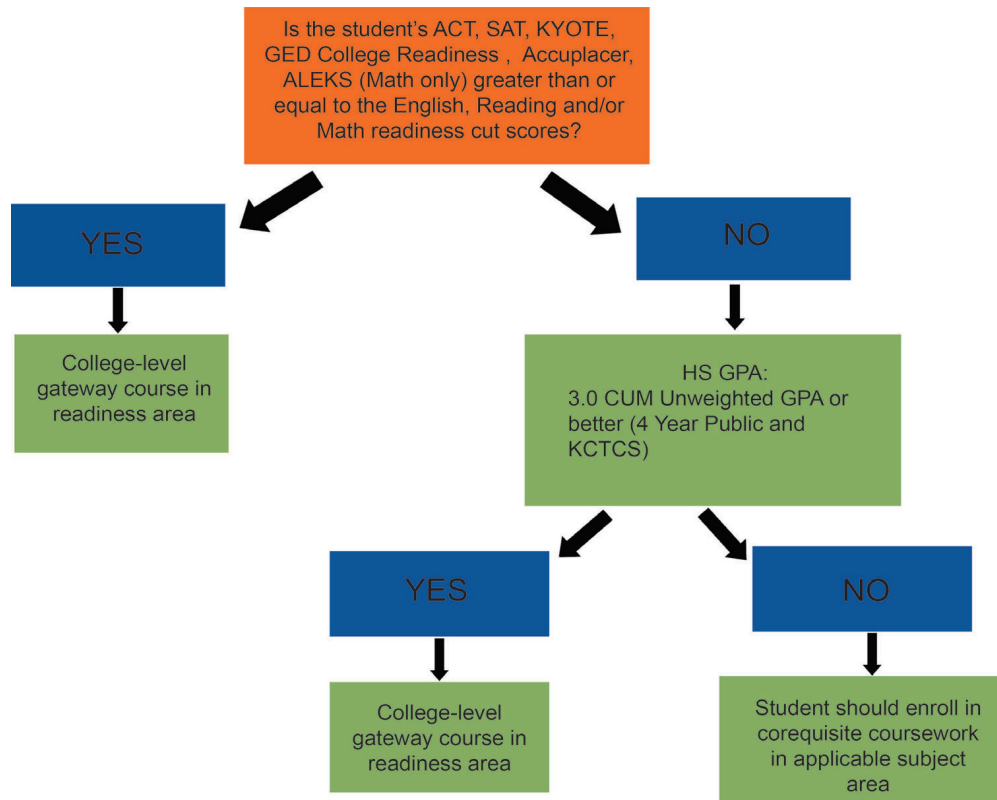 Is the student's ACT, SAT, KYOTE,
GED College Readiness , Accuplacer,
ALEKS (Math only) greater than or
equal to the English, Reading and/or
Math readiness cut scores?
YES
NO
College-level
gateway course in
readiness area
HS GPA:
3.0 CUM Unweighted GPA or
better (4 Year Public and
KCTCS)
YES
NO
College-level
gateway course in
readiness area
Student should enroll in
corequisite coursework
in applicable subject
area